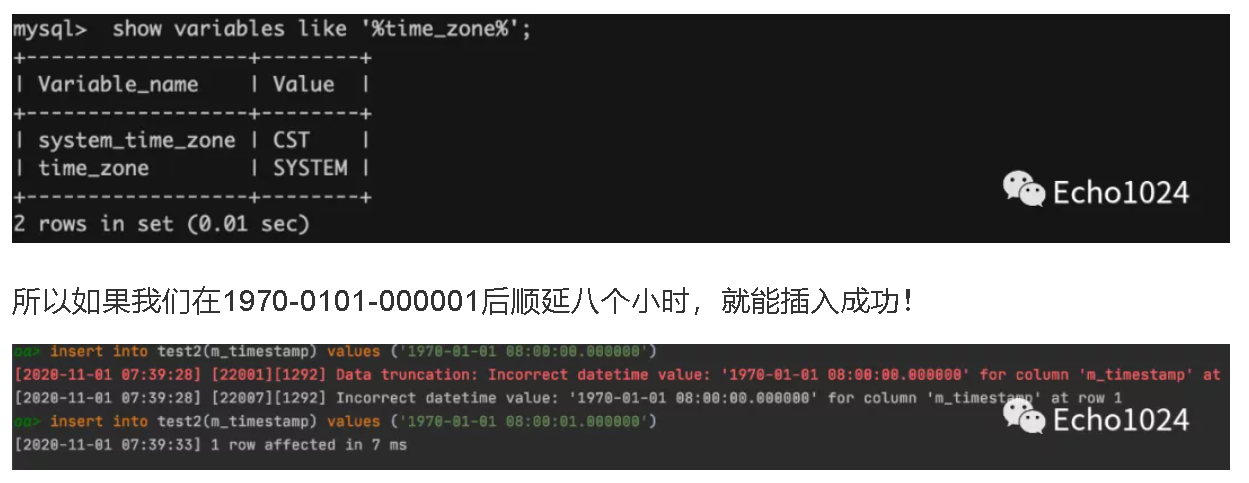 mysql>  show variables like '%time_zone%';
+------------------+--------+
| Variable_name    | Value  |
+------------------+--------+
| system_time_zone | CST    |
| time_zone        | SYSTEM |
+------------------+--------+
2 rows in set (0.01 sec)
Echo1024
所以如果我们在1970-0101-000001后顺延八个小时，就能插入成功！
oa> insert into test2(m_timestamp) values ('1970-01-01 08:00:00.000000')
[2020-11-01 07:39:28] [22001][1292] Data truncation: Incorrect datetime value: '1970-01-01 08:00:00.000000' for column 'm_timestamp' at
[2020-11-01 07:39:28] [22007][1292] Incorrect datetime value: '1970-01-01 08:00:00.000000' for column 'm_timestamp' at row 1
oa> insert into test2(m_timestamp) values ('1970-01-01 08:00:01.000000')
[2020-11-01 07:39:33] 1 row affected in 7 ms
Echo1024